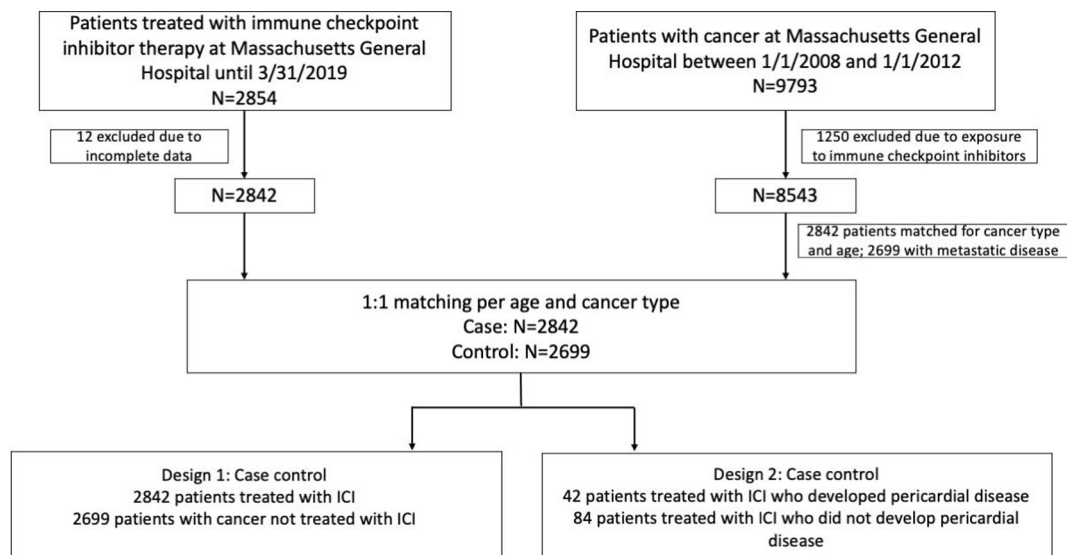 Patients treated with immune checkpoint
inhibitor therapy at Massachusetts General
Hospital until 3/31/2019
N=2854
Patients with cancer at Massachusetts General
Hospital between 1/1/2008 and 1/1/2012
N=9793
12 excluded due to
incomplete data
1250 excluded due to exposure
to immune checkpoint inhibitors
N=2842
N=8543
2842 patients matched for cancer type
and age; 2699 with metastatic disease
1:1 matching per age and cancer type
Case: N=2842
Control: N=2699
Design 1: Case control
2842 patients treated with ICI
2699 patients with cancer not treated with ICI
Design 2: Case control
42 patients treated with ICI who developed pericardial disease
84 patients treated with ICI who did not develop pericardial
disease